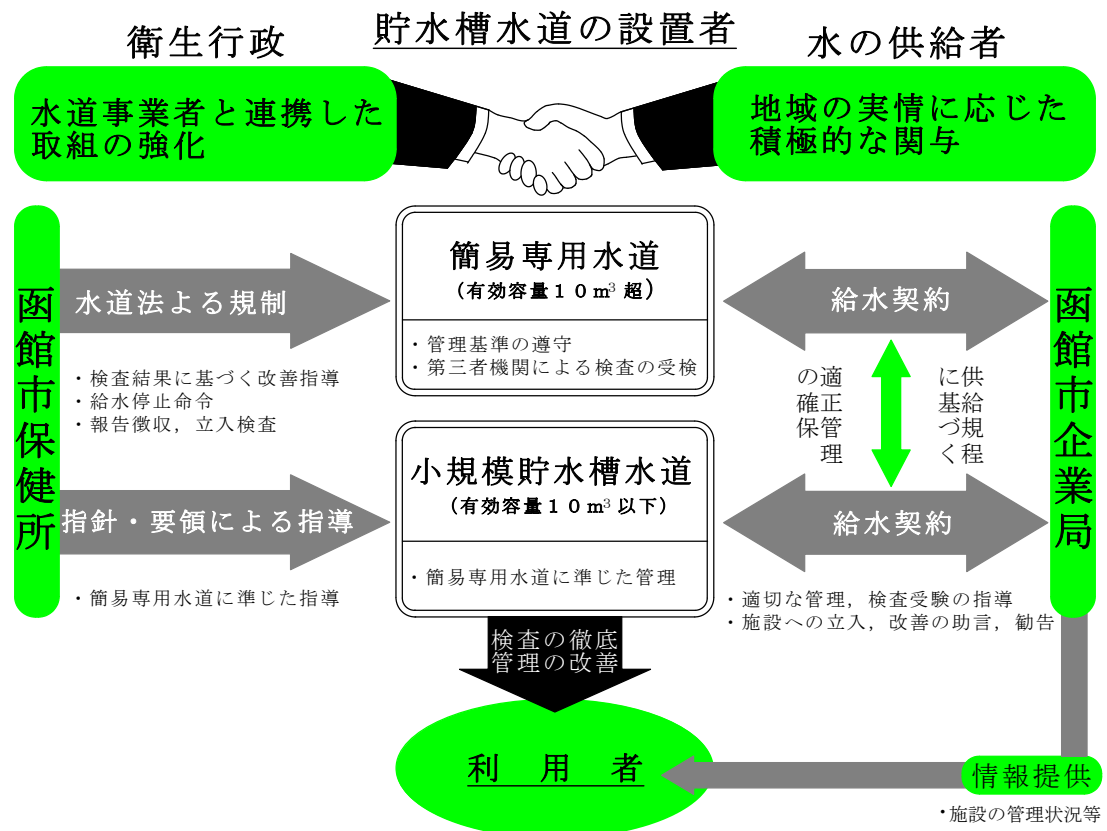 貯水槽水道の設置者
衛生行政
水の供給者
水道事業者と連携した
取組の強化
地域の実情に応じた
積極的な関与
函館市保健所
水道法よる規制
・検査結果に基づく改善指導
・給水停止命令
・報告徴収，立入検査
指針・要領による指導
・簡易専用水道に準じた指導
簡易専用水道
（有効容量１０m³超）
・管理基準の遵守
・第三者機関による検査の受検
小規模貯水槽水道
（有効容量１０m³以下）
・簡易専用水道に準じた管理
給水契約
供給規程
に基づく
適正管理
の確保
給水契約
・適切な管理，検査受験の指導
・施設への立入，改善の助言，勧告
函館市企業局
検査の徹底
管理の改善
利用者
情報提供
・施設の管理状況等